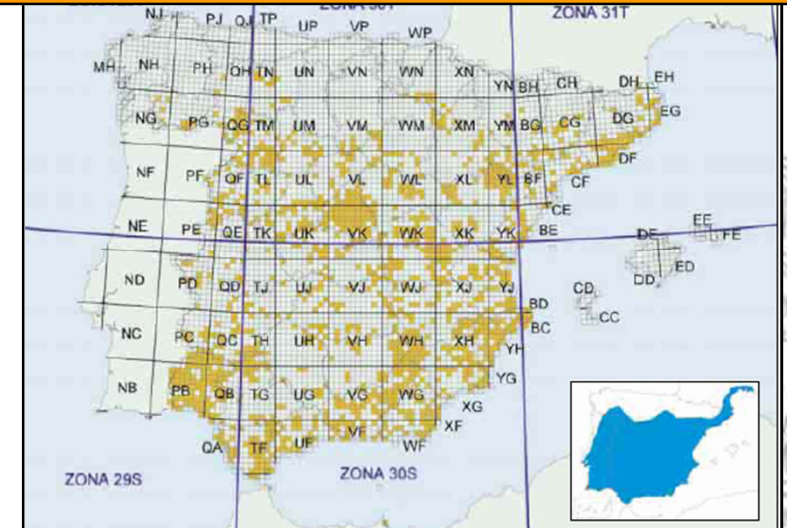 ZONA 31T
NJ PJ QJ TP UP VP WP
MH NH PH QH TN UN VN WN XN YN BH CH DH EH
NG PG QG TM UM VM WM XM YM BG CG DG EG
NF PF QF TL UL VL WL XL YL BF CF DF
NE PE QE TK UK VK WK XK YK BE CE DE EE FE
ND PD QD TJ UJ VJ WJ XJ YJ BD CD DD ED
NC PC QC TH UH VH WH XH YH BC CC
NB PB QB TG UG VG WG XG YG
QA TF UF VF WF XF
ZONA 29S
ZONA 30S